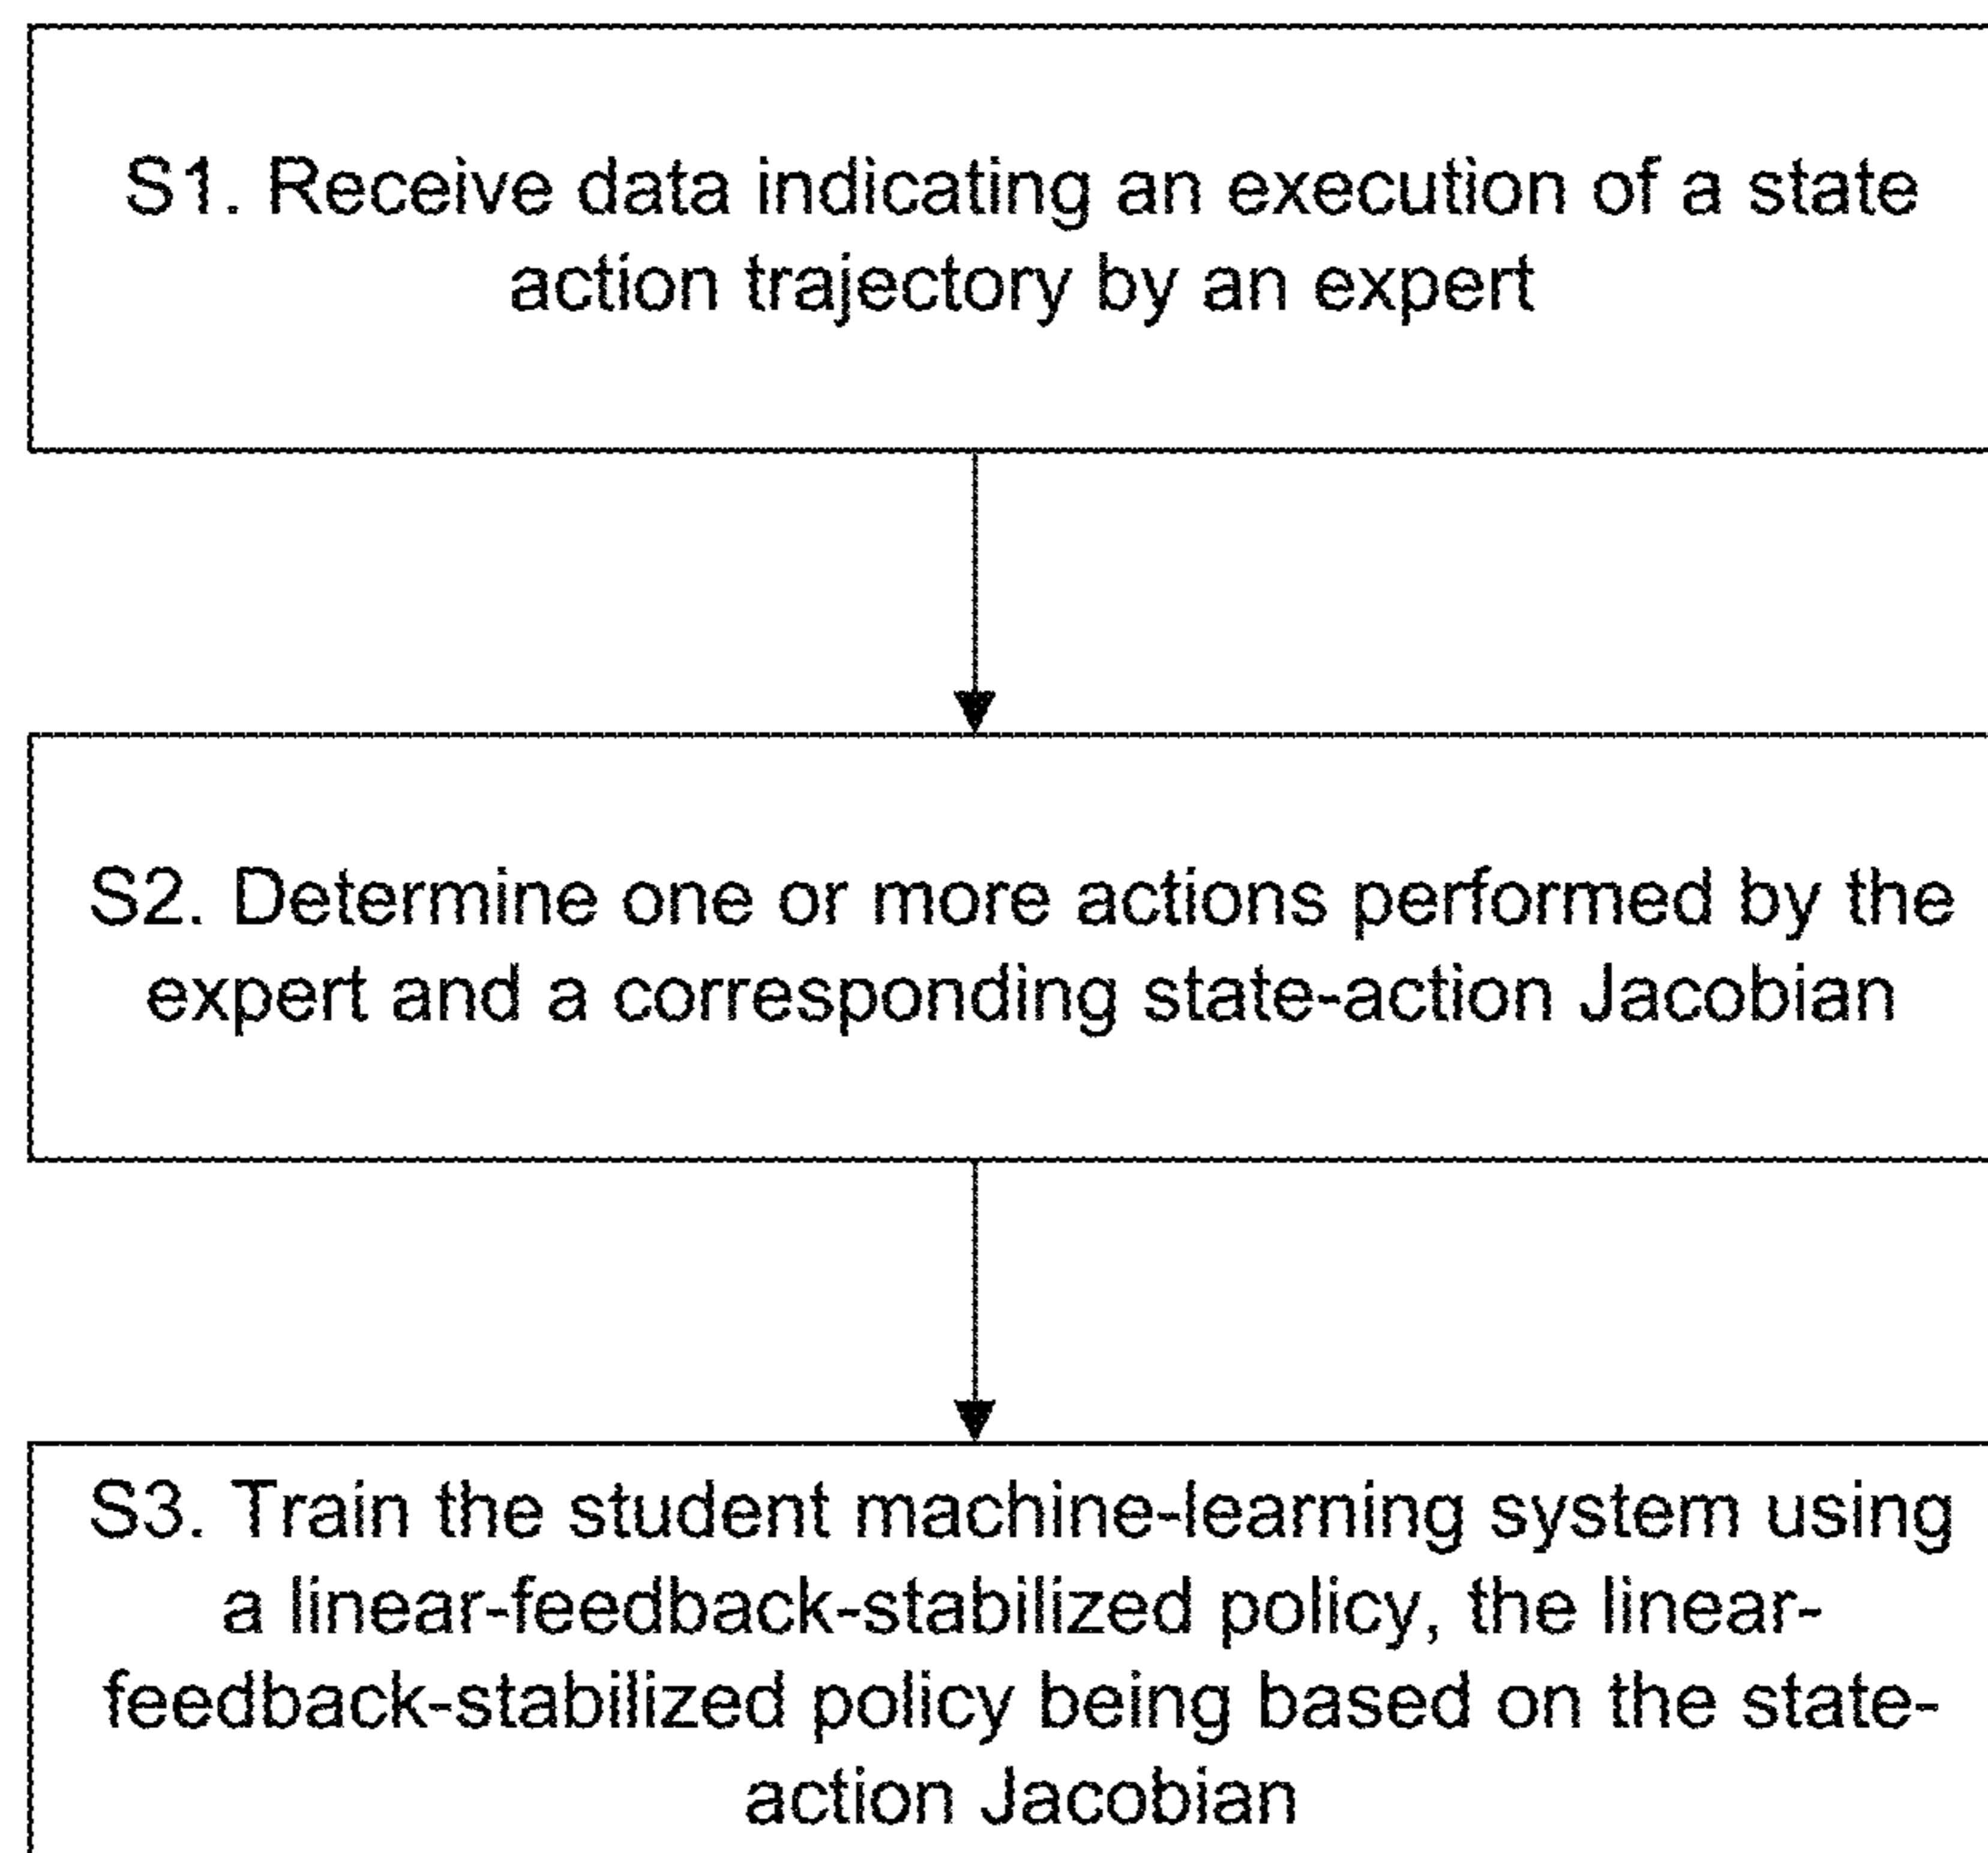 S1. Receive data indicating an execution of a state
action trajectory by an expert
S2. Determine one or more actions performed by the
expert and a corresponding state-action Jacobian
S3. Train the student machine-learning system using
a linear-feedback-stabilized policy, the linear-
feedback-stabilized policy being based on the state-
action Jacobian